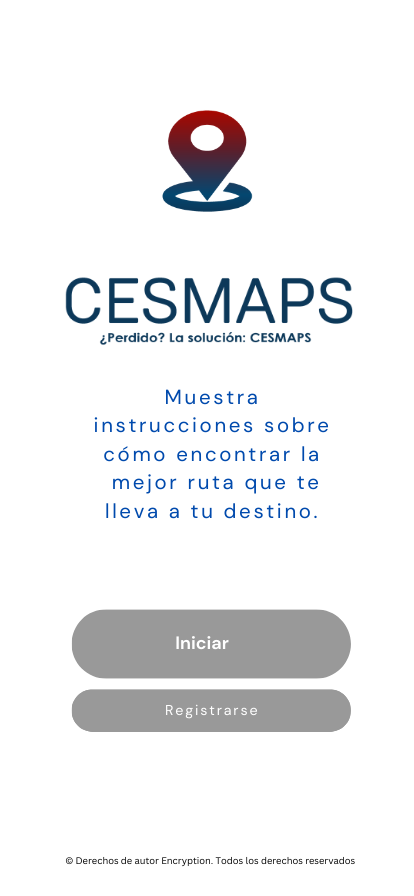 CESMAPS
¿Perdido? La solución: CESMAPS
Muestra
instrucciones sobre
cómo encontrar la
mejor ruta que te
lleva a tu destino.
Iniciar
Registrarse
© Derechos de autor Encryption. Todos los derechos reservados